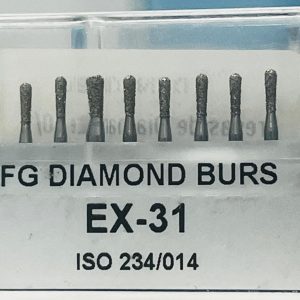 FG DIAMOND BURS
EX-31
ISO 234/014